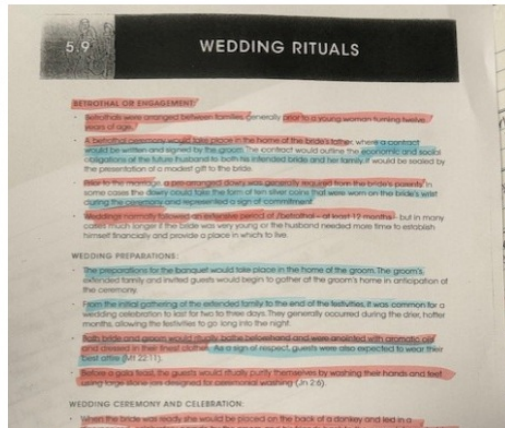 5.9
WEDDING RITUALS
BETROTHAL OR ENGAGEMENT:
• Betrothals were arranged between families generally prior to a young woman turning twelve
years of age.
• A betrothal ceremony would take place in the home of the bride's father, where a contract
would be written and signed by the groom. The contract would outline the economic and social
obligations of the future husband to both his intended bride and her family. It would be sealed by
the presentation of a modest gift to the bride.
• Prior to the marriage a pre-arranged dowry was generally required from the bride's parents. In
some cases the dowry could take the form of ten silver coins that were worn on the bride's wrist
during the ceremony and represented a sign of commitment.
• Weddings normally followed an extensive period of betrothal – at least 12 months - but in many
cases much longer if the bride was very young or the husband needed more time to establish
himself financially and provide a place in which to live.
WEDDING PREPARATIONS:
• The preparations for the banquet would take place in the home of the groom. The groom's
extended family and invited guests would begin to gather at the groom's home in anticipation of
the ceremony.
• From the initial gathering of the extended family to the end of the festivities, it was common for a
wedding celebration to last for two to three days. They generally occurred during the drier, hotter
months, allowing the festivities to go long into the night.
• Both bride and groom would ritually bathe beforehand and were anointed with aromatic oils
and dressed in their finest clothes. As a sign of respect, guests were also expected to wear their
best attire (Mt 22:11).
• Before a gala feast, the guests would ritually purify themselves by washing their hands and feet
using large stone jars designed for ceremonial washing (Jn 2:6).
WEDDING CEREMONY AND CELEBRATION:
• When the bride was ready she would be placed on the back of a donkey and led in a